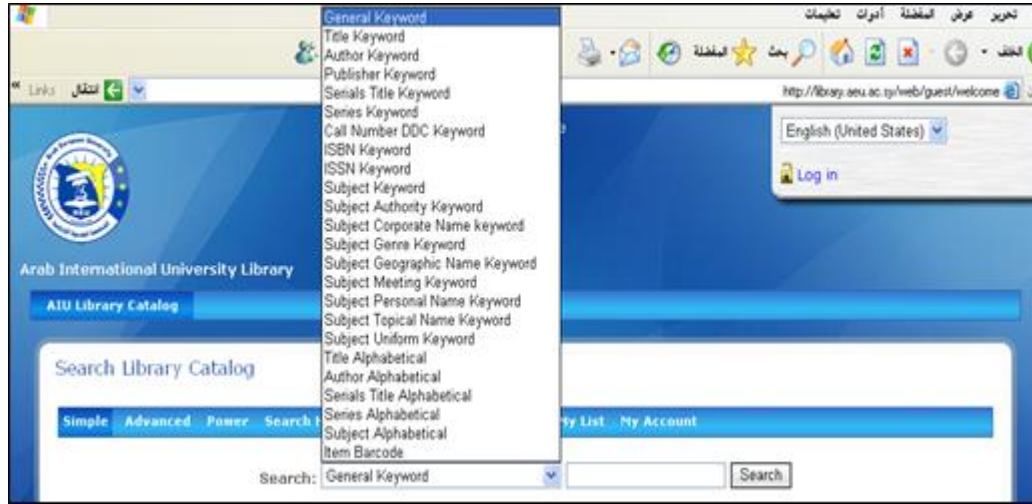 تحرير عرض المفضلة أدوات تعليمات
الخلف بحث المفضلة
Links انتقال
http://library.aeu.ac.sy/web/guest/welcome
English (United States)
Log in
Arab International University Library
AIU Library Catalog
Search Library Catalog
Simple Advanced Power Search My List My Account
General Keyword
Title Keyword
Author Keyword
Publisher Keyword
Serials Title Keyword
Series Keyword
Call Number DDC Keyword
ISBN Keyword
ISSN Keyword
Subject Keyword
Subject Authority Keyword
Subject Corporate Name keyword
Subject Genre Keyword
Subject Geographic Name Keyword
Subject Meeting Keyword
Subject Personal Name Keyword
Subject Topical Name Keyword
Subject Uniform Keyword
Title Alphabetical
Author Alphabetical
Serials Title Alphabetical
Series Alphabetical
Subject Alphabetical
Item Barcode
Search: General Keyword Search